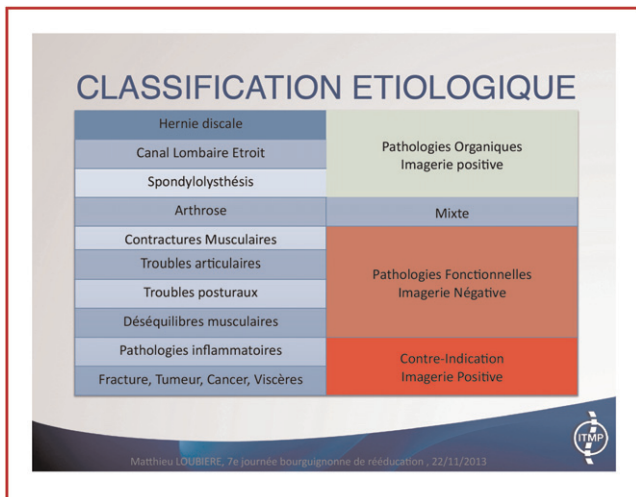 CLASSIFICATION ETIOLOGIQUE
Hernie discale
Canal Lombaire Etroit
Spondylolysthésis
Pathologies Organiques
Imagerie positive
Arthrose
Mixte
Contractures Musculaires
Troubles articulaires
Troubles posturaux
Déséquilibres musculaires
Pathologies Fonctionnelles
Imagerie Négative
Pathologies inflammatoires
Fracture, Tumeur, Cancer, Viscères
Contre-Indication
Imagerie Positive
Matthieu LOUBIERE, 7e journée bourguignonne de rééducation , 22/11/2013
ITMP